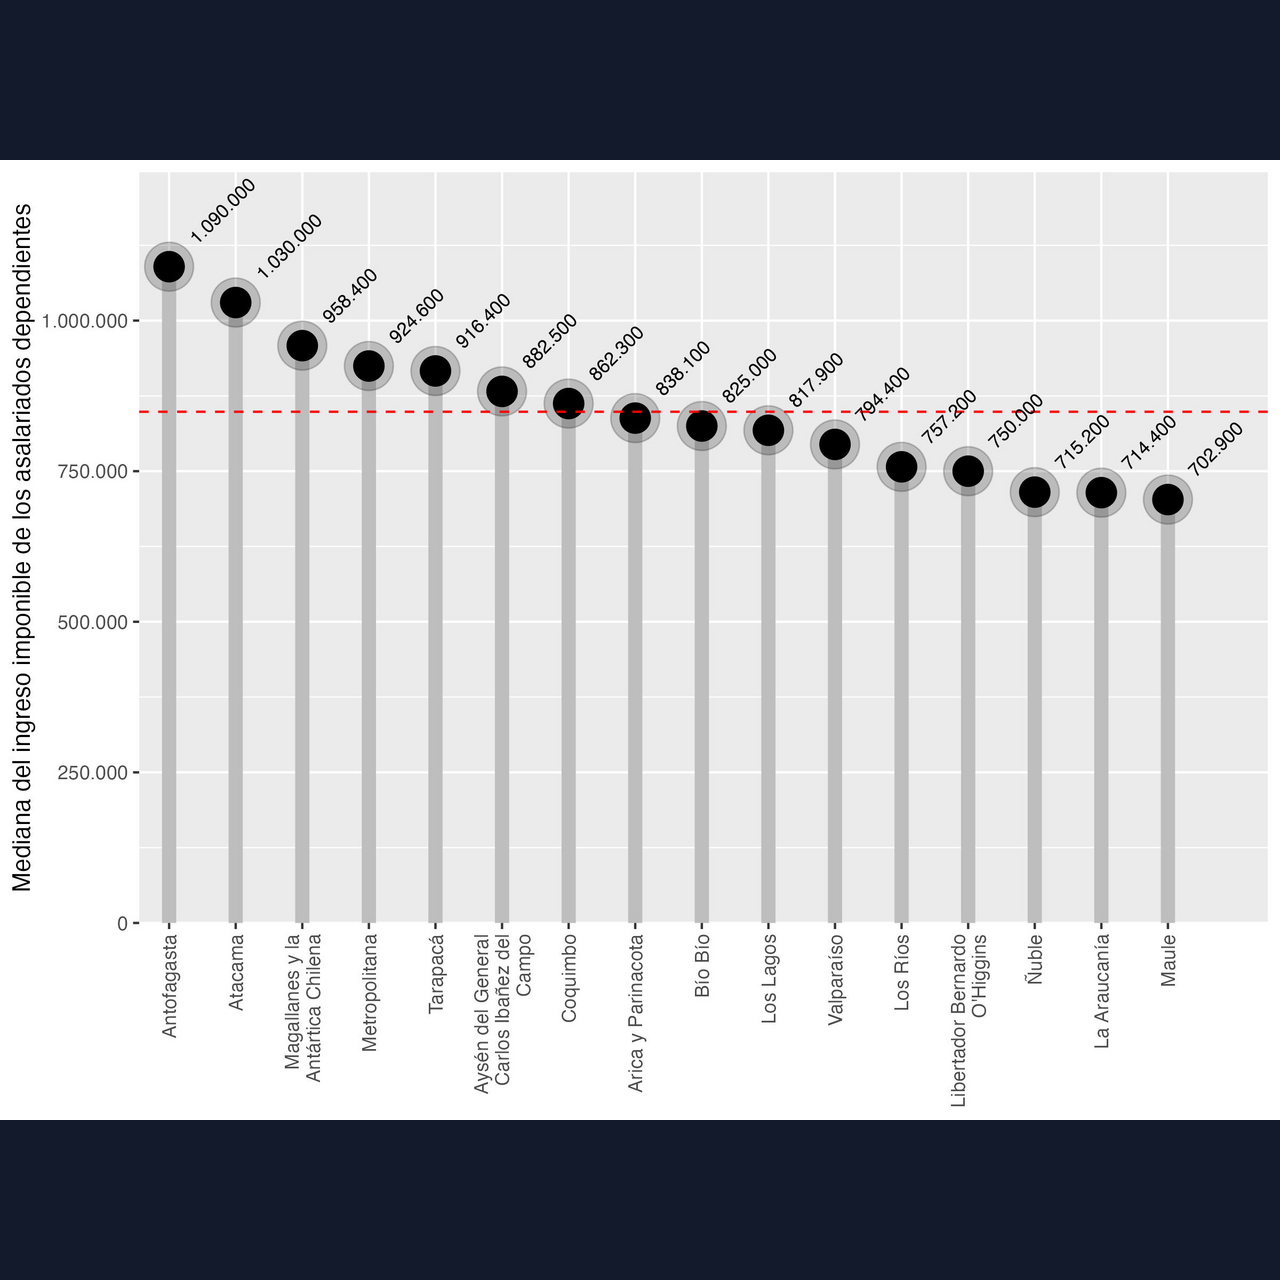 Mediana del ingreso imponible de los asalariados dependientes
1.000.000
750.000
500.000
250.000
0
1.090.000
1.030.000
958.400
924.600
916.400
882.500
862.300
838.100
825.000
817.900
794.400
757.200
750.000
715.200
714.400
702.900
Antofagasta
Atacama
Magallanes y la
Antártica Chilena
Metropolitana
Tarapacá
Aysén del General
Carlos Ibañez del
Campo
Coquimbo
Arica y Parinacota
Bío Bio
Los Lagos
Valparaíso
Los Ríos
Libertador Bernardo
O'Higgins
Ñuble
La Araucanía
Maule